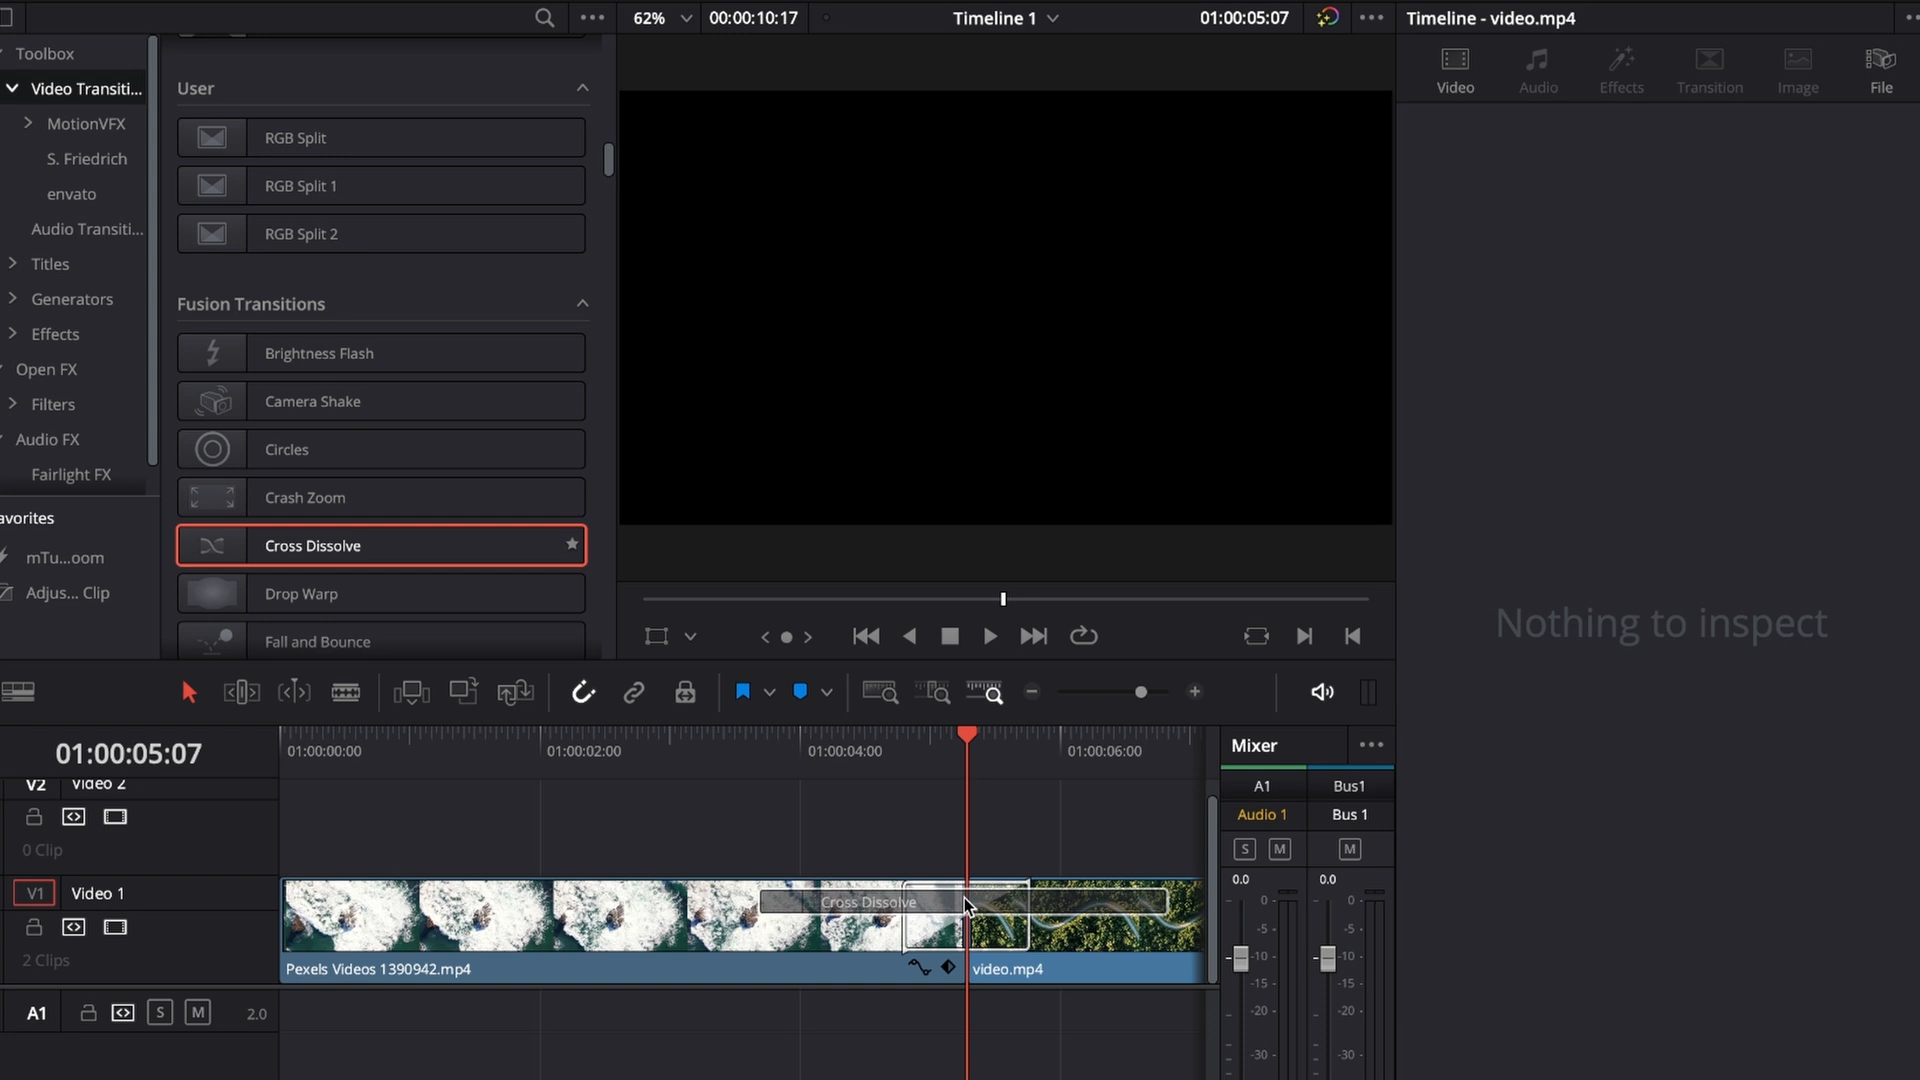 62%
00:00:10:17
Timeline 1
01:00:05:07
Timeline - video.mp4
Toolbox
Video Transiti...
MotionVFX
S. Friedrich
envato
Audio Transiti...
Titles
Generators
Effects
Open FX
Filters
Audio FX
Fairlight FX
avorites
mTu...oom
Adjus... Clip
User
RGB Split
RGB Split 1
RGB Split 2
Fusion Transitions
Brightness Flash
Camera Shake
Circles
Crash Zoom
Cross Dissolve
Drop Warp
Fall and Bounce
Video
Audio
Effects
Transition
Image
File
Nothing to inspect
01:00:05:07
01:00:00:00
01:00:02:00
01:00:04:00
01:00:06:00
V2 Video 2
0 Clip
V1 Video 1
2 Clips
Cross Dissolve
Pexels Videos 1390942.mp4
video.mp4
A1 S M 2.0
Mixer
A1 Bus1
Audio 1 Bus 1
S M M
0.0 0.0
0- 0-
-5- -5-
-10- -10-
-15- -15-
-20- -20-
-30- -30-